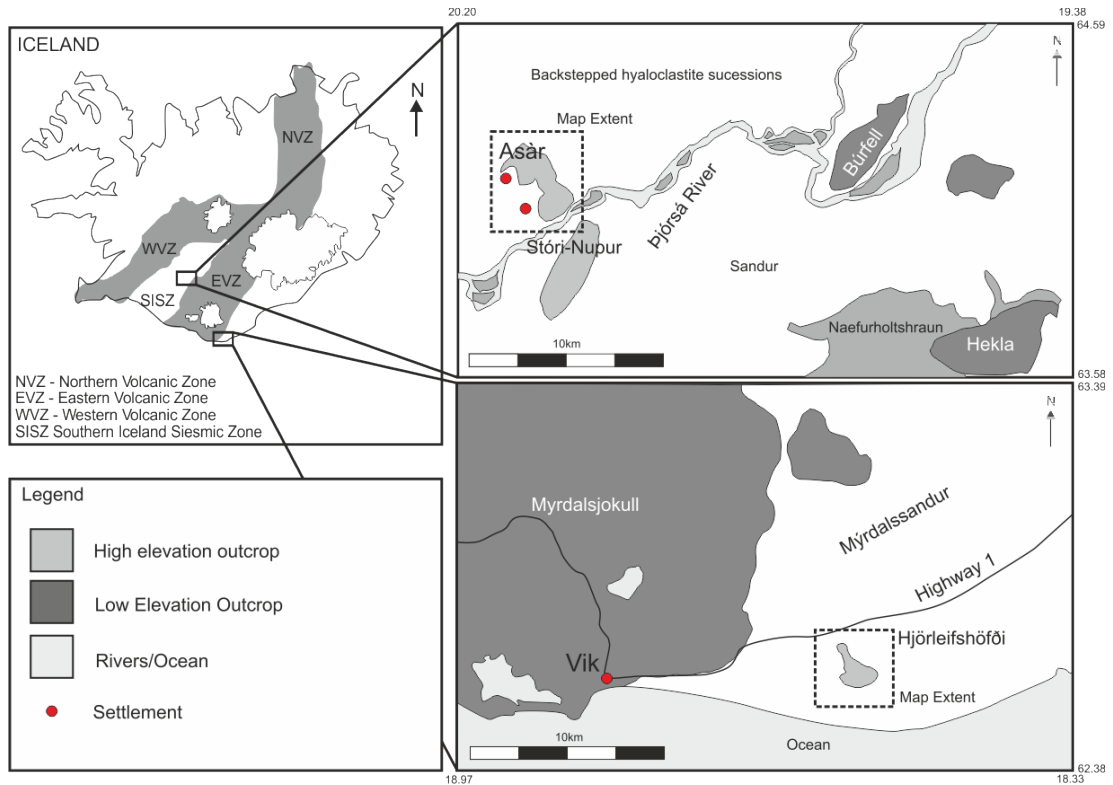 20.20
19.38
64.59
ICELAND
N
NVZ
WVZ
EVZ
SISZ
NVZ - Northern Volcanic Zone
EVZ - Eastern Volcanic Zone
WVZ - Western Volcanic Zone
SISZ Southern Iceland Siesmic Zone
N
Backstepped hyaloclastite sucessions
Map Extent
Asar
Búrfell
Þjórsá River
Stóri-Nupur
Sandur
Naefurholtshraun
Hekla
10km
63.58
63.39
N
Myrdalsjokull
Mýrdalssandur
Highway 1
Hjörleifshöfði
Vik
Map Extent
10km
Ocean
62.38
18.97
18.33
Legend
High elevation outcrop
Low Elevation Outcrop
Rivers/Ocean
Settlement